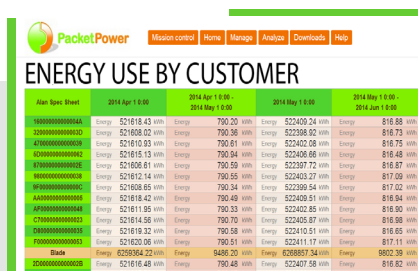 PacketPower
Mission control Home Manage Analyze Downloads Help
ENERGY USE BY CUSTOMER
Alan Spec Sheet 2014 Apr 1 0:00 2014 Apr 1 0:00 - 2014 May 1 0:00 2014 May 1 0:00 2014 May 1 0:00 - 2014 Jun 1 0:00
Energy 521618.43 kWh Energy 790.20 kWh Energy 522409.24 kWh Energy 816.88 kWh
Energy 521608.02 kWh Energy 790.36 kWh Energy 522398.92 kWh Energy 816.73 kWh
Energy 521610.93 kWh Energy 790.61 kWh Energy 522402.08 kWh Energy 816.75 kWh
Energy 521615.13 kWh Energy 790.94 kWh Energy 522406.66 kWh Energy 816.48 kWh
Energy 521606.61 kWh Energy 790.55 kWh Energy 522397.72 kWh Energy 816.87 kWh
Energy 521612.14 kWh Energy 790.55 kWh Energy 522403.27 kWh Energy 817.09 kWh
Energy 521608.65 kWh Energy 790.34 kWh Energy 522399.54 kWh Energy 817.02 kWh
Energy 521618.42 kWh Energy 790.49 kWh Energy 522409.51 kWh Energy 816.94 kWh
Energy 521611.95 kWh Energy 790.33 kWh Energy 522402.85 kWh Energy 816.90 kWh
Energy 521614.56 kWh Energy 790.70 kWh Energy 522405.87 kWh Energy 816.98 kWh
Energy 521619.32 kWh Energy 790.58 kWh Energy 522410.51 kWh Energy 816.65 kWh
Energy 521620.06 kWh Energy 790.51 kWh Energy 522411.17 kWh Energy 817.11 kWh
Blade Energy 6259364.22 kWh Energy 9486.20 kWh Energy 6268857.34 kWh Energy 9802.39 kWh
Energy 521616.48 kWh Energy 790.48 kWh Energy 522407.58 kWh Energy 816.82 kWh